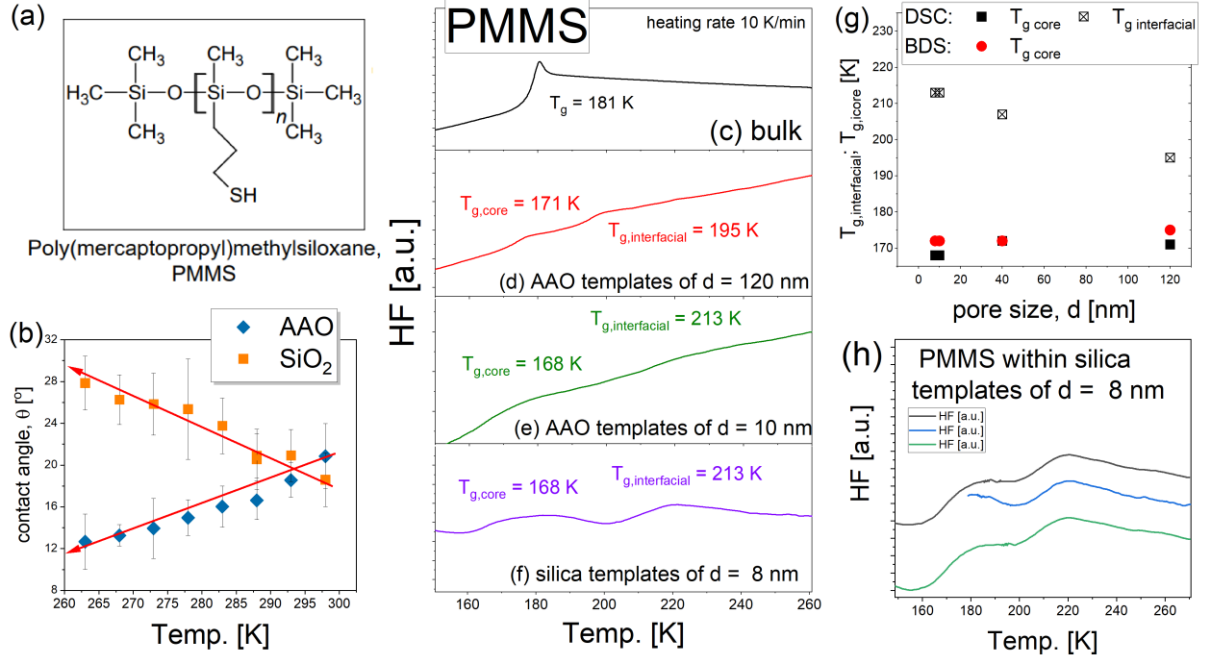 (a)
CH₃ CH₃ CH₃
H₃C—Si—O—[Si—O]n—Si—CH₃
CH₃ CH₃
SH
Poly(mercaptopropyl)methylsiloxane,
PMMS
(b)
AAO
SiO₂
contact angle, θ [º]
32
28
24
20
16
12
8
260 265 270 275 280 285 290 295 300
Temp. [K]
PMMS
heating rate 10 K/min
Tg = 181 K
(c) bulk
Tg,core = 171 K
Tg,interfacial = 195 K
(d) AAO templates of d = 120 nm
Tg,interfacial = 213 K
Tg,core = 168 K
(e) AAO templates of d = 10 nm
Tg,core = 168 K
Tg,interfacial = 213 K
(f) silica templates of d = 8 nm
HF [a.u.]
160 180 200 220 240 260
Temp. [K]
(g)
DSC: Tg core Tg interfacial
BDS: Tg core
Tg,interfacial; Tg,icore [K]
230
220
210
200
190
180
170
0 20 40 60 80 100 120
pore size, d [nm]
(h)
PMMS within silica
templates of d = 8 nm
HF [a.u.]
HF [a.u.]
HF [a.u.]
HF [a.u.]
160 180 200 220 240 260
Temp. [K]